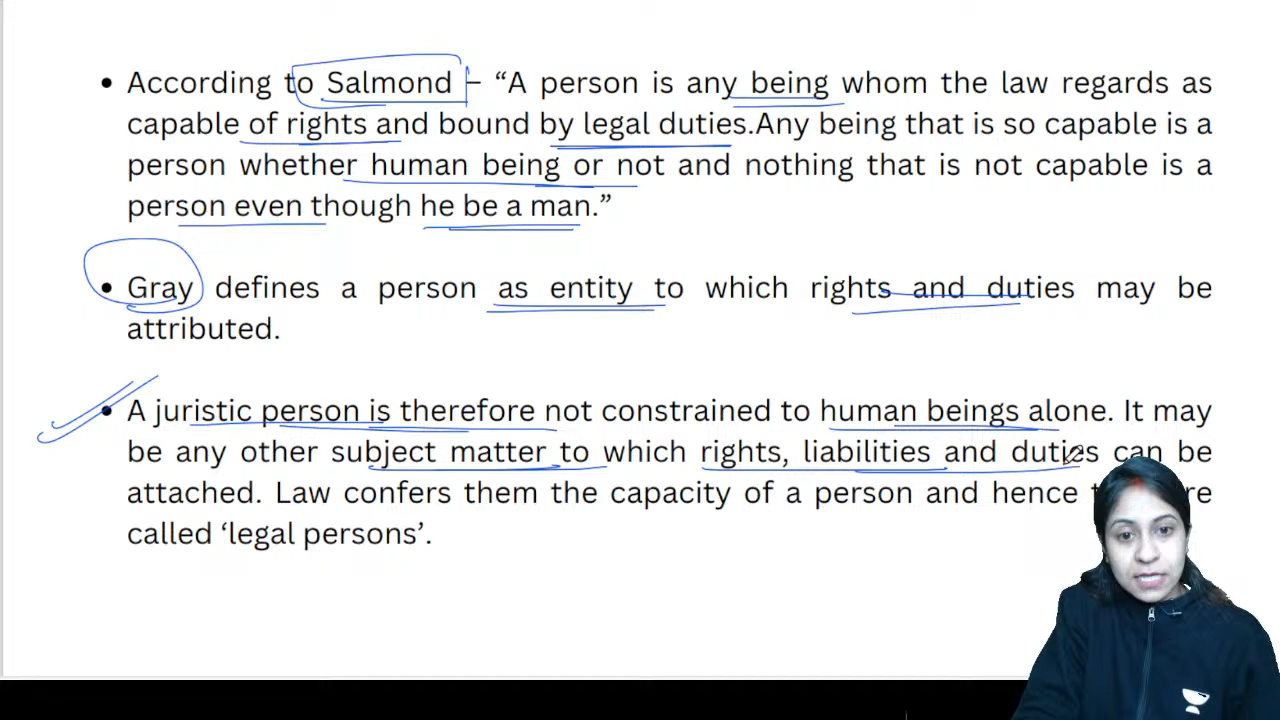 • According to Salmond – “A person is any being whom the law regards as
capable of rights and bound by legal duties.Any being that is so capable is a
person whether human being or not and nothing that is not capable is a
person even though he be a man.”
• Gray defines a person as entity to which rights and duties may be
attributed.
• A juristic person is therefore not constrained to human beings alone. It may
be any other subject matter to which rights, liabilities and duties can be
attached. Law confers them the capacity of a person and hence
called ‘legal persons’.